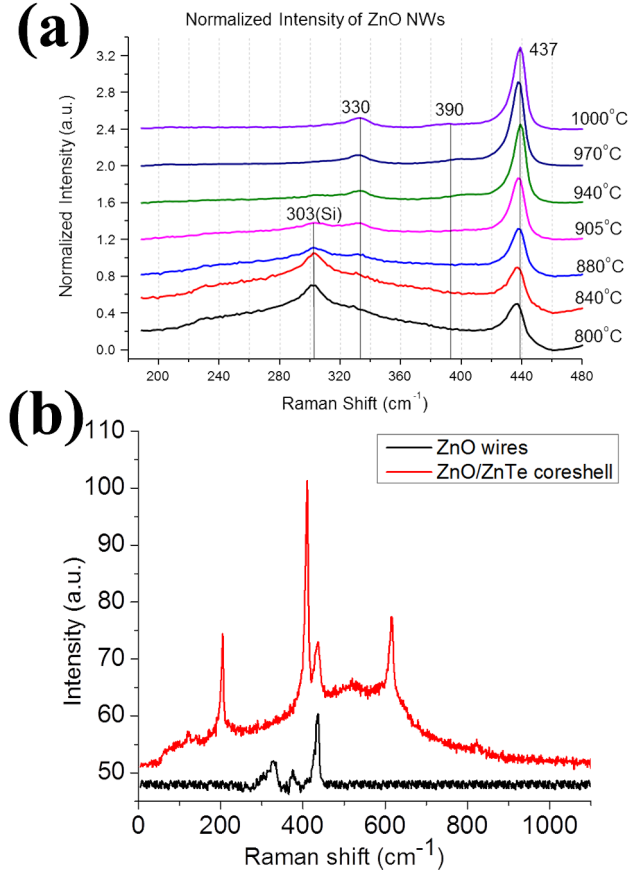 (a)
Normalized Intensity of ZnO NWs
Normalized Intensity (a.u.)
3.2
2.8
2.4
2.0
1.6
1.2
0.8
0.4
0.0
437
330
390
303(Si)
1000°C
970°C
940°C
905°C
880°C
840°C
800°C
200 240 280 320 360 400 440 480
Raman Shift (cm-1)
(b)
Intensity (a.u.)
110
100
90
80
70
60
50
ZnO wires
ZnO/ZnTe coreshell
0 200 400 600 800 1000
Raman shift (cm-1)